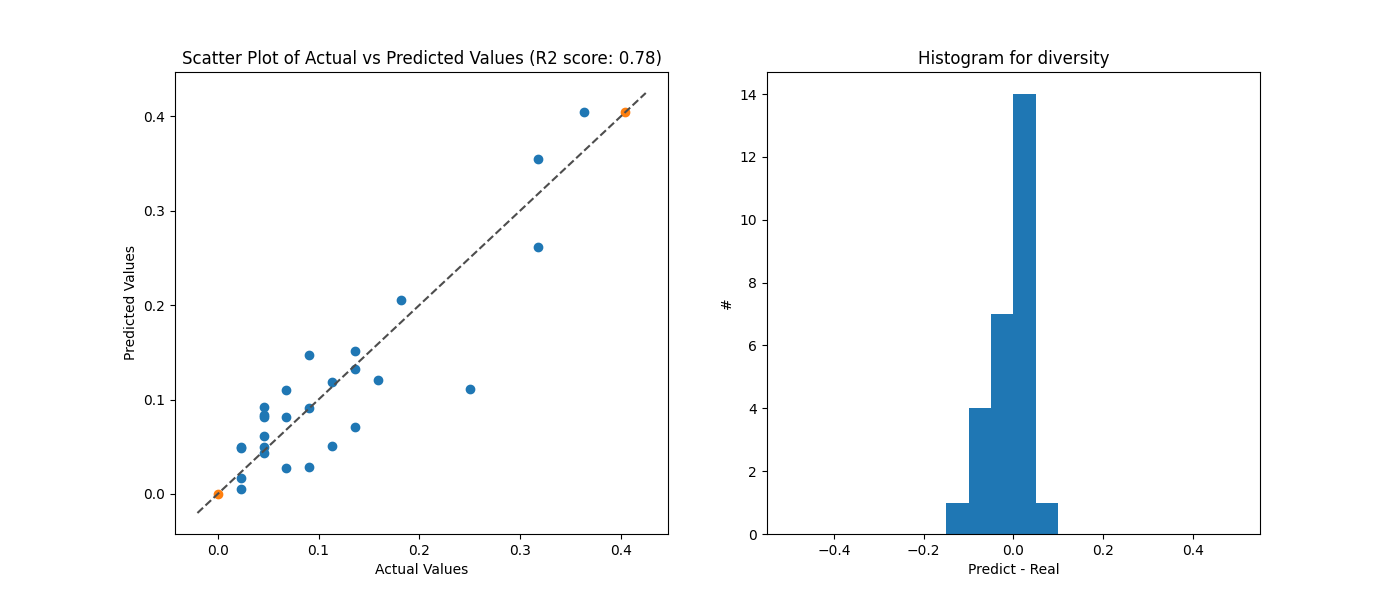 Scatter Plot of Actual vs Predicted Values (R2 score: 0.78)
0.4
0.3
0.2
0.1
0.0
Predicted Values
0.0 0.1 0.2 0.3 0.4
Actual Values
Histogram for diversity
14
12
10
8
6
4
2
0
#
−0.4 −0.2 0.0 0.2 0.4
Predict - Real